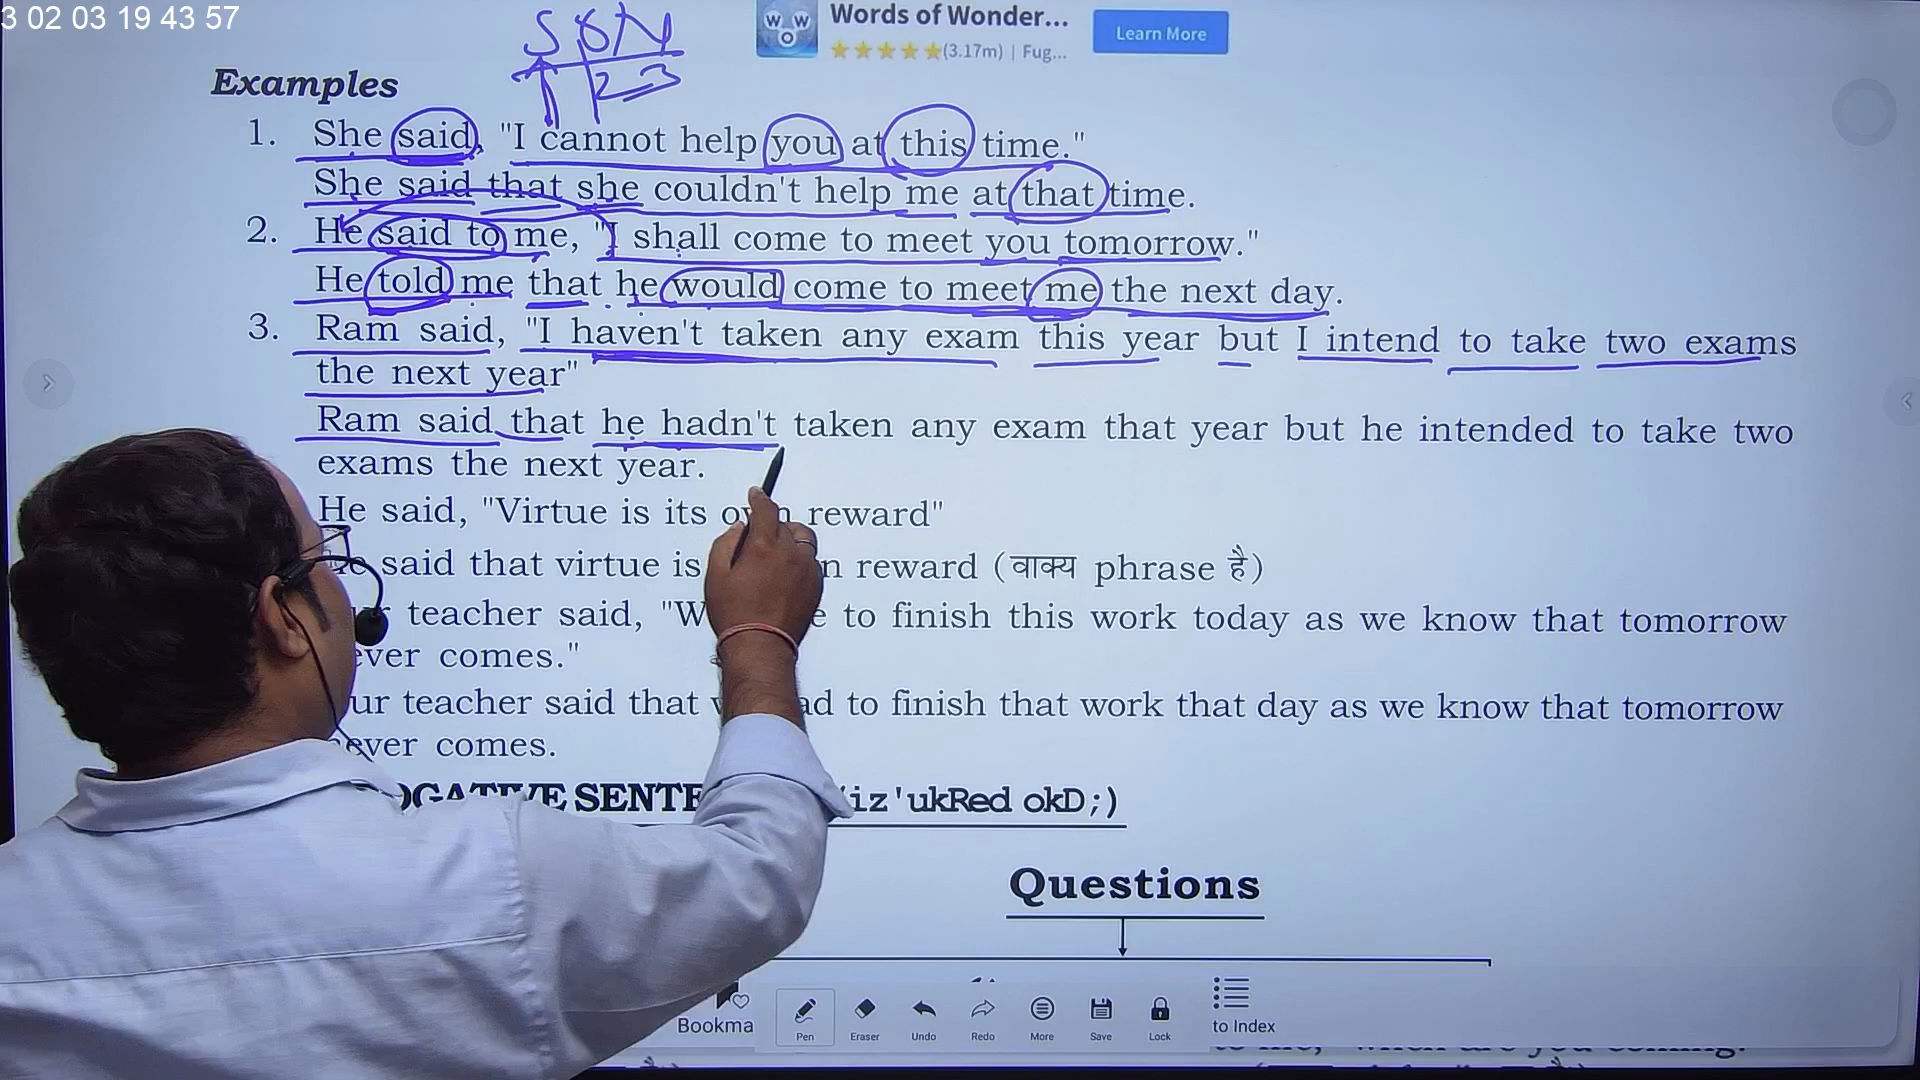 3 02 03 19 43 57
S O N
1 2 3
W W O
Words of Wonder...
(3.17m) | Fug...
Learn More
Examples
1. She said, "I cannot help you at this time."
She said that she couldn't help me at that time.
2. He said to me, "I shall come to meet you tomorrow."
He told me that he would come to meet me the next day.
3. Ram said, "I haven't taken any exam this year but I intend to take two exams
the next year"
Ram said that he hadn't taken any exam that year but he intended to take two
exams the next year.
He said, "Virtue is its own reward"
said that virtue is reward (वाक्य phrase है)
teacher said, "W to finish this work today as we know that tomorrow
ever comes."
ur teacher said that ad to finish that work that day as we know that tomorrow
never comes.
OGATIVE SENTE iz'ukRed okD;)
Questions
Bookma
Pen Eraser Undo Redo More Save Lock
to Index